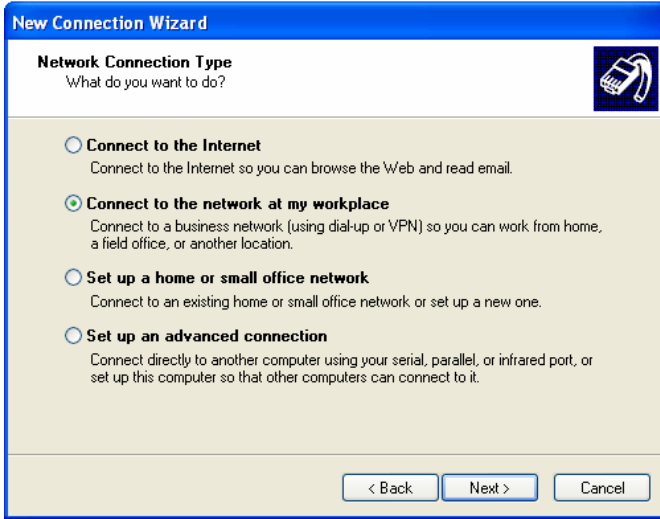 New Connection Wizard
Network Connection Type
What do you want to do?
Connect to the Internet
Connect to the Internet so you can browse the Web and read email.
Connect to the network at my workplace
Connect to a business network (using dial-up or VPN) so you can work from home,
a field office, or another location.
Set up a home or small office network
Connect to an existing home or small office network or set up a new one.
Set up an advanced connection
Connect directly to another computer using your serial, parallel, or infrared port, or
set up this computer so that other computers can connect to it.
< Back Next > Cancel